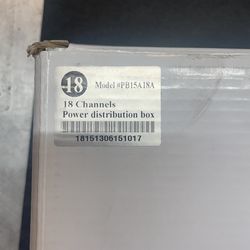 18 Model #PB15A18A
18 Channels
Power distribution box
18151306151017